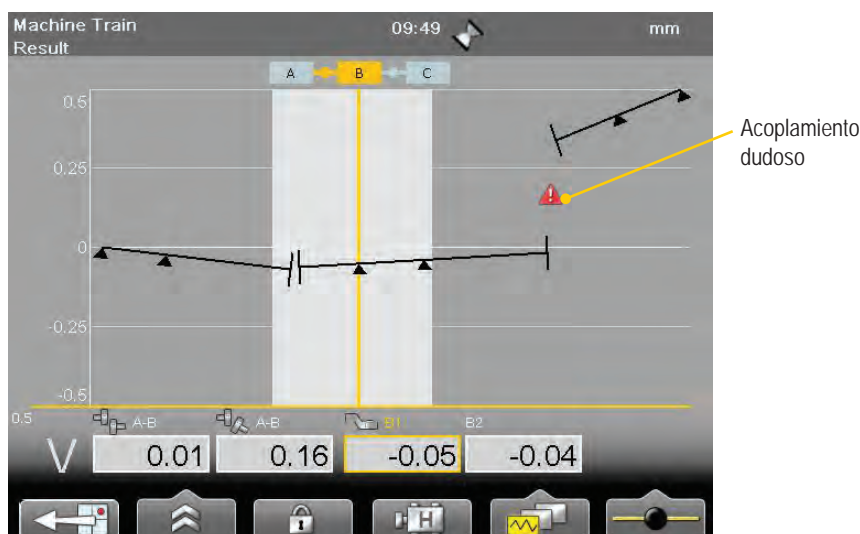 Machine Train
Result
09:49
mm
A B C
0.5
0.25
0
-0.25
-0.5
Acoplamiento
dudoso
0.5
A-B
A-B
B1
B2
V
0.01
0.16
-0.05
-0.04
H